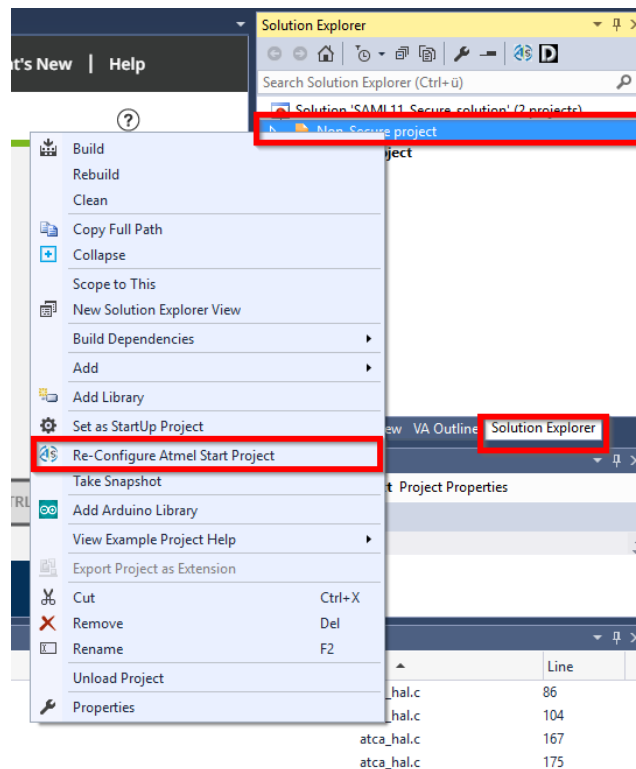 Solution Explorer
t's New | Help
Search Solution Explorer (Ctrl+ü)
Solution 'SAML11_Secure_solution' (2 projects)
Non-Secure project
ject
Build
Rebuild
Clean
Copy Full Path
Collapse
Scope to This
New Solution Explorer View
Build Dependencies
Add
Add Library
Set as StartUp Project
ew VA Outline Solution Explorer
Re-Configure Atmel Start Project
Take Snapshot
t Project Properties
TRL
Add Arduino Library
View Example Project Help
Export Project as Extension
Cut Ctrl+X
Remove Del
Rename F2
Unload Project
Line
Properties
_hal.c 86
_hal.c 104
atca_hal.c 167
atca_hal.c 175